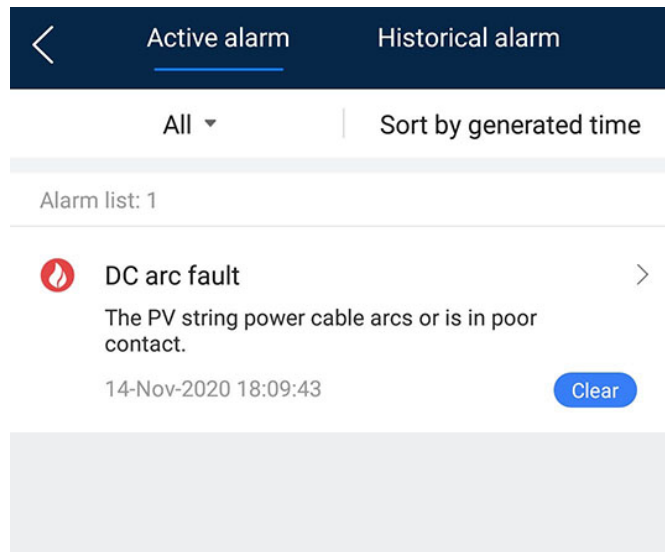 Active alarm Historical alarm
All Sort by generated time
Alarm list: 1
DC arc fault
The PV string power cable arcs or is in poor
contact.
14-Nov-2020 18:09:43 Clear